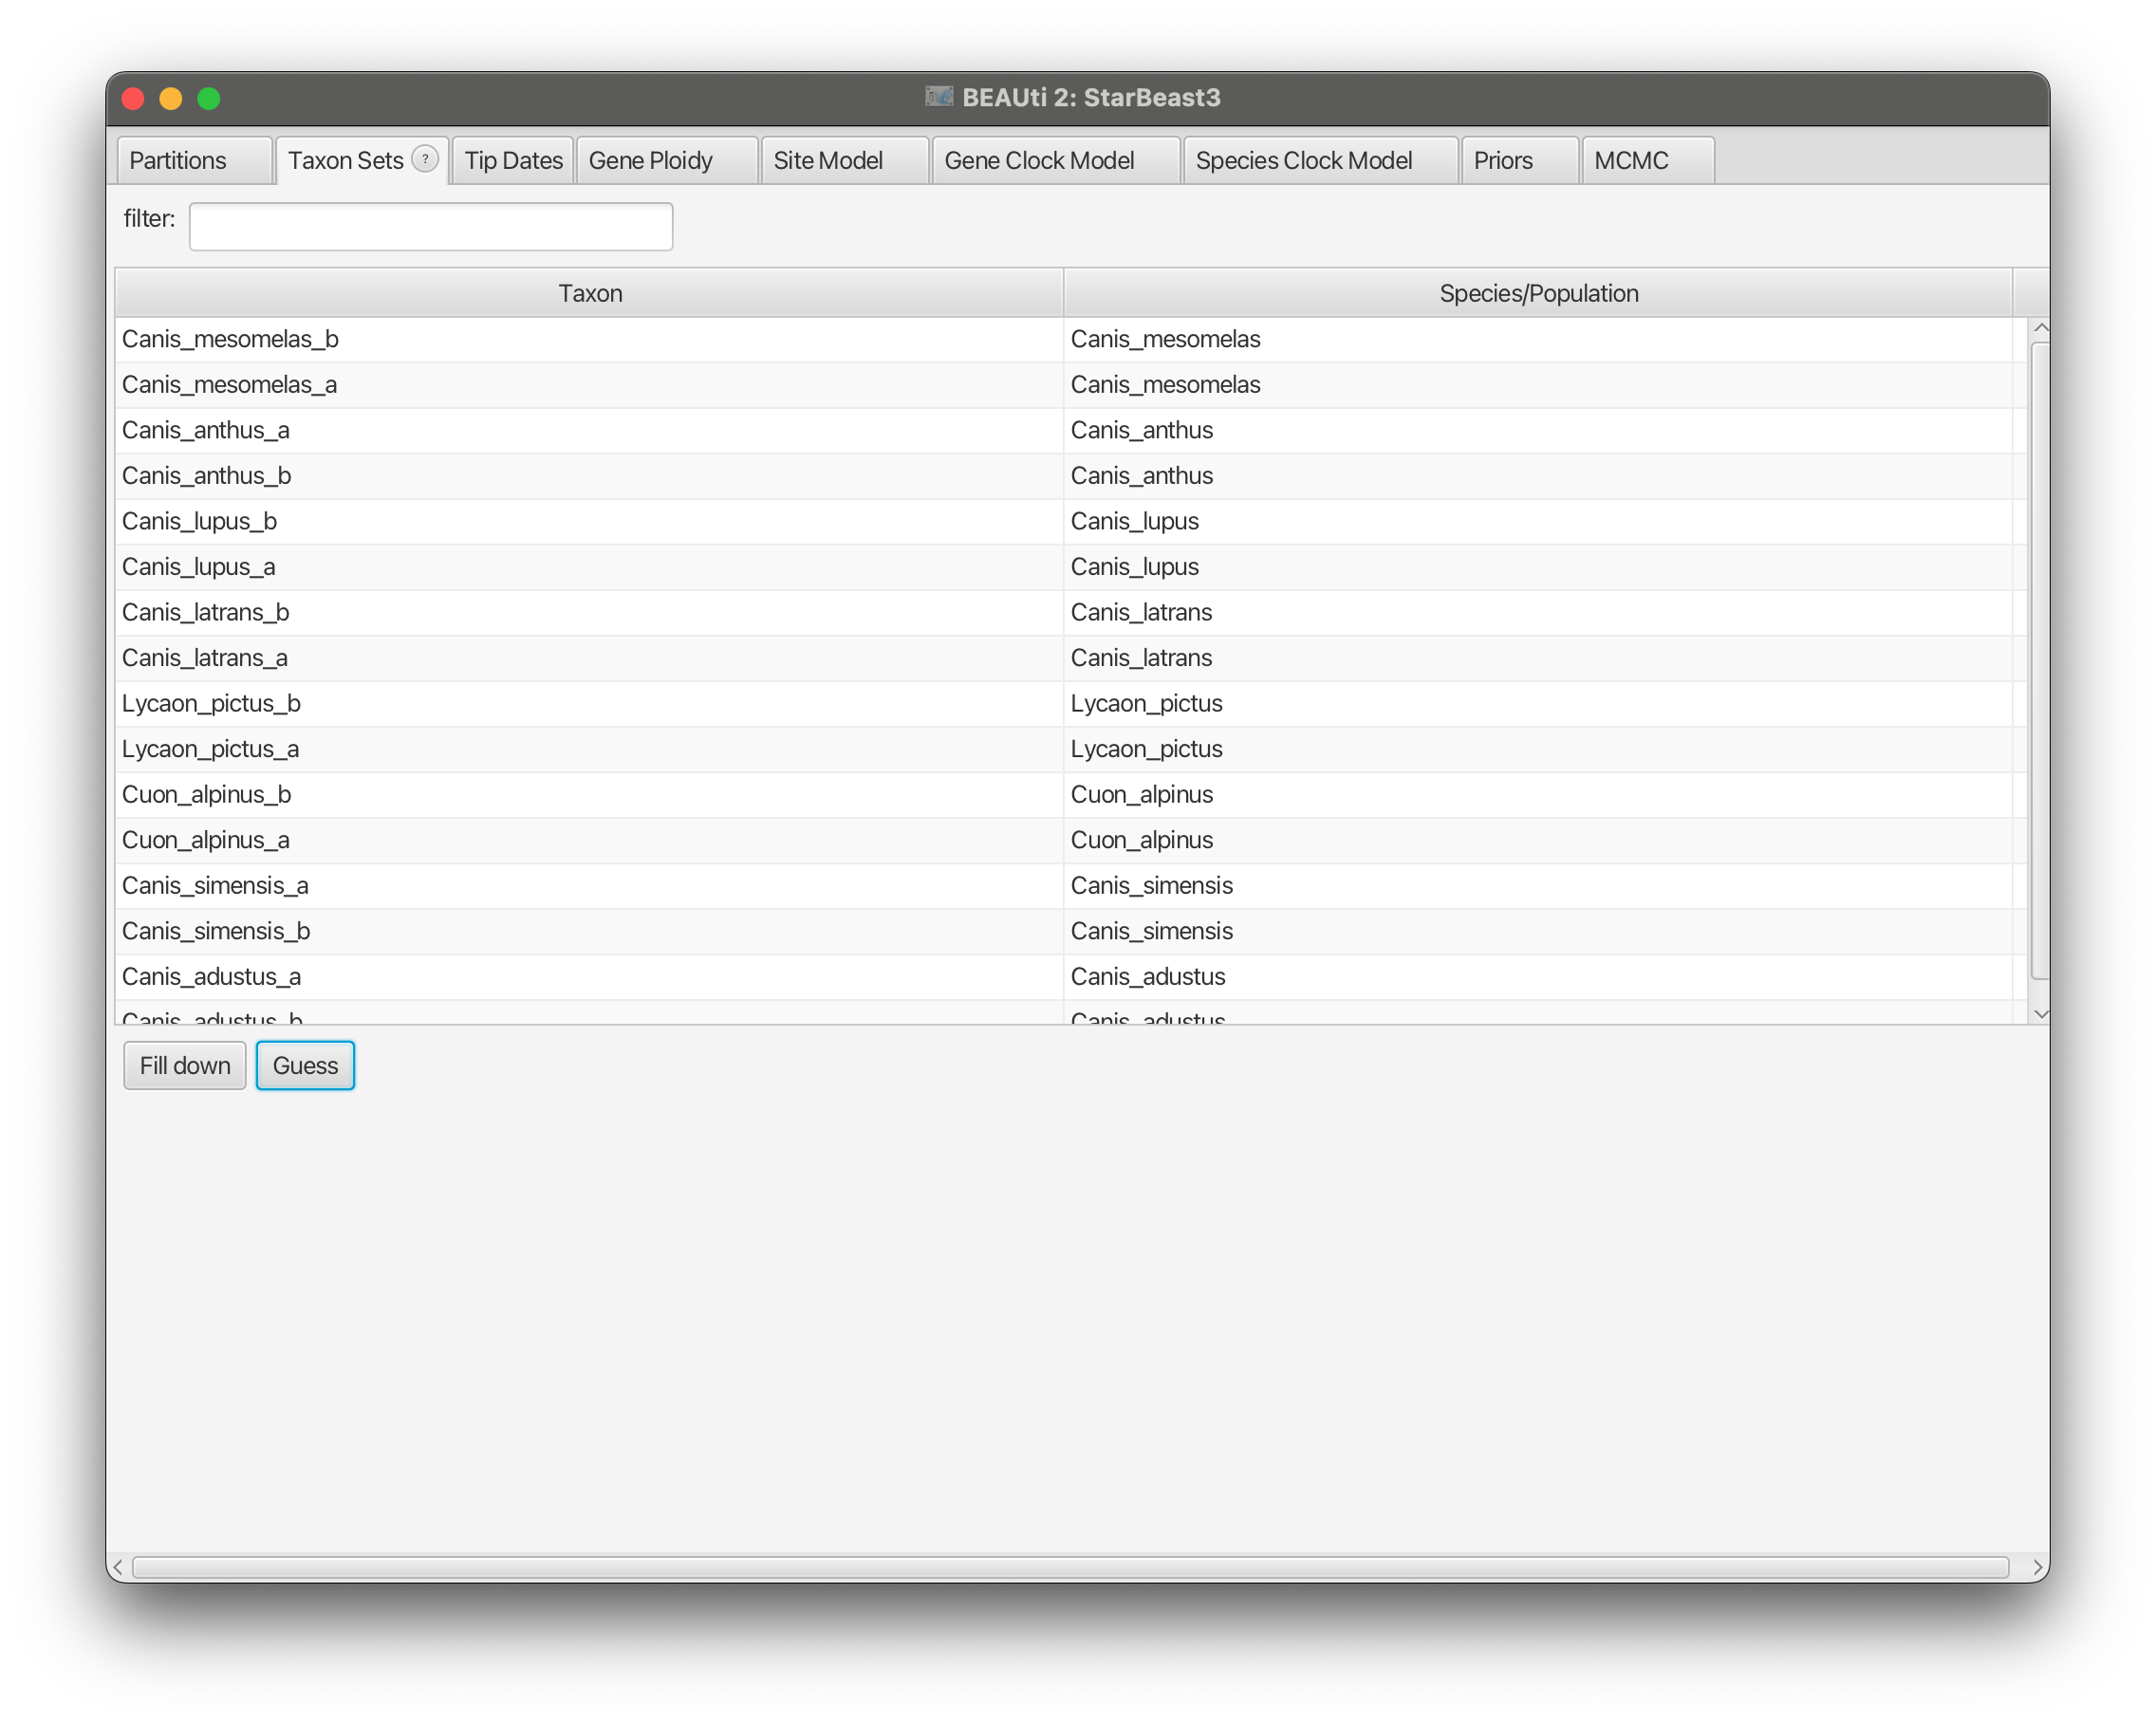 BEAUti 2: StarBeast3
Partitions Taxon Sets ? Tip Dates Gene Ploidy Site Model Gene Clock Model Species Clock Model Priors MCMC
filter:
Taxon Species/Population
Canis_mesomelas_b Canis_mesomelas
Canis_mesomelas_a Canis_mesomelas
Canis_anthus_a Canis_anthus
Canis_anthus_b Canis_anthus
Canis_lupus_b Canis_lupus
Canis_lupus_a Canis_lupus
Canis_latrans_b Canis_latrans
Canis_latrans_a Canis_latrans
Lycaon_pictus_b Lycaon_pictus
Lycaon_pictus_a Lycaon_pictus
Cuon_alpinus_b Cuon_alpinus
Cuon_alpinus_a Cuon_alpinus
Canis_simensis_a Canis_simensis
Canis_simensis_b Canis_simensis
Canis_adustus_a Canis_adustus
Canis_adustus_b Canis_adustus
Fill down Guess